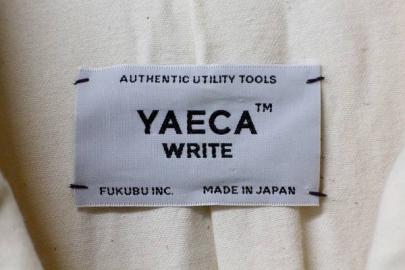 AUTHENTIC UTILITY TOOLS
YAECA™
WRITE
FUKUBU INC. MADE IN JAPAN